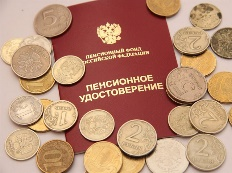 ПЕНСИОННЫЙ ФОНД
РОССИЙСКОЙ ФЕДЕРАЦИИ
ПЕНСИОННОЕ
УДОСТОВЕРЕНИЕ